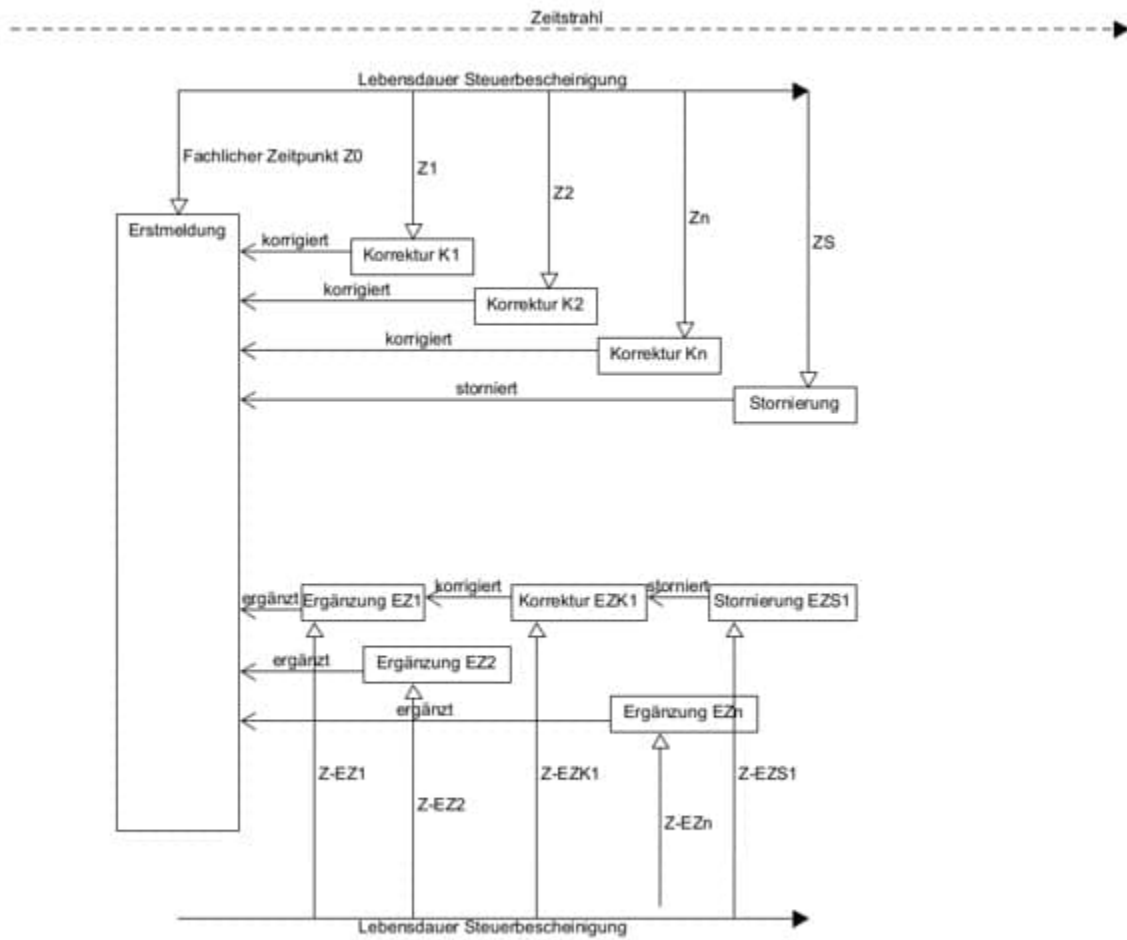 Zeitstrahl
Lebensdauer Steuerbescheinigung
Fachlicher Zeitpunkt Z0
Z1
Z2
Zn
ZS
Erstmeldung
korrigiert
Korrektur K1
korrigiert
Korrektur K2
korrigiert
Korrektur Kn
storniert
Stornierung
ergänzt
Ergänzung EZ1
korrigiert
Korrektur EZK1
storniert
Stornierung EZS1
ergänzt
Ergänzung EZ2
ergänzt
Ergänzung EZn
Z-EZ1
Z-EZ2
Z-EZK1
Z-EZn
Z-EZS1
Lebensdauer Steuerbescheinigung